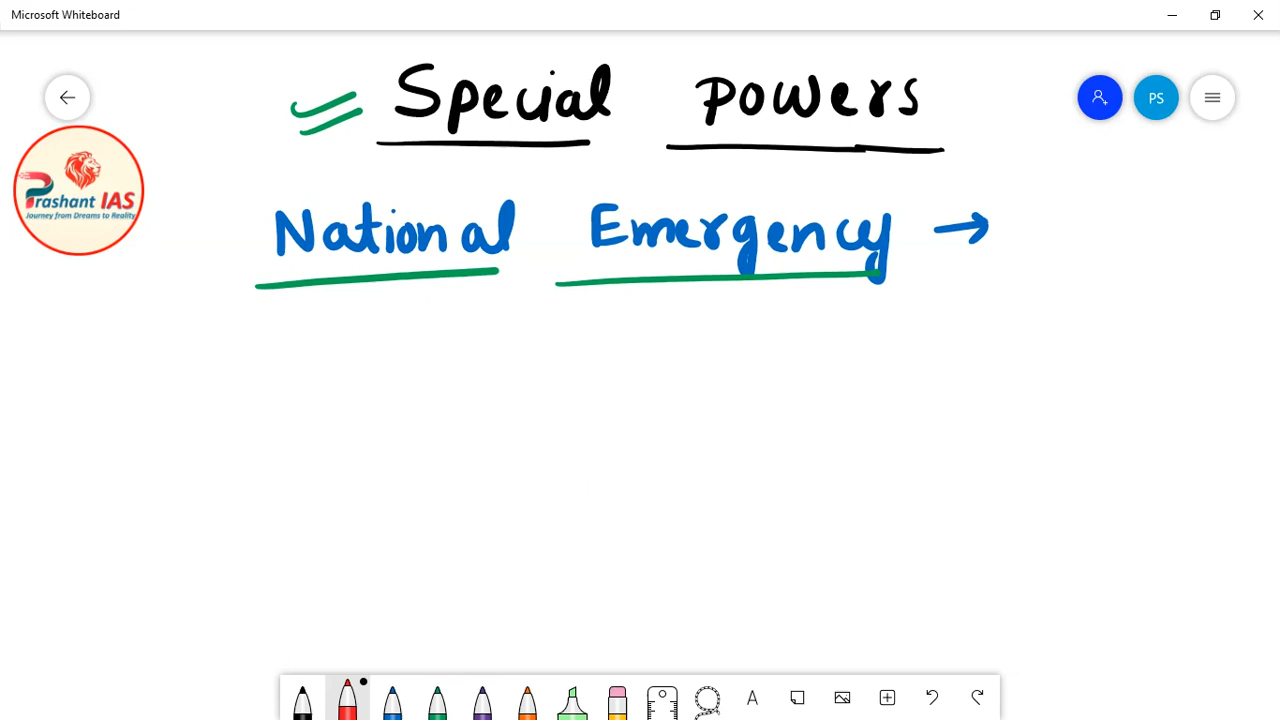 Microsoft Whiteboard
Special Powers
PS
Prashant IAS
Journey from Dreams to Reality
National Emergency →
A